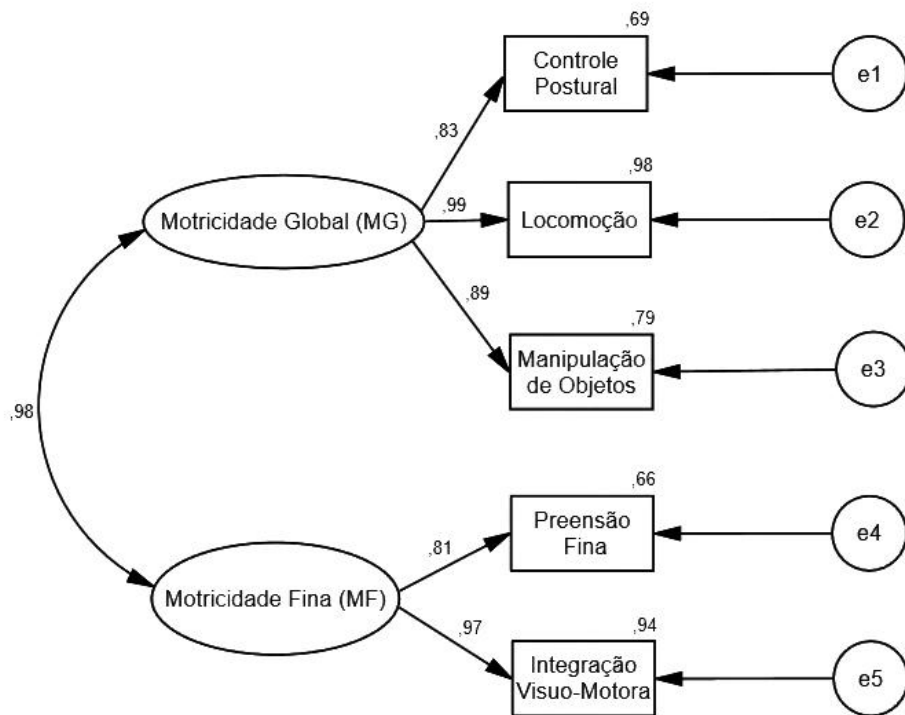 ,69
Controle
Postural
e1
,83
,98
Motricidade Global (MG)
,99
Locomoção
e2
,89
,79
Manipulação
de Objetos
e3
,98
,66
Preensão
Fina
e4
,81
Motricidade Fina (MF)
,97
,94
Integração
Visuo-Motora
e5